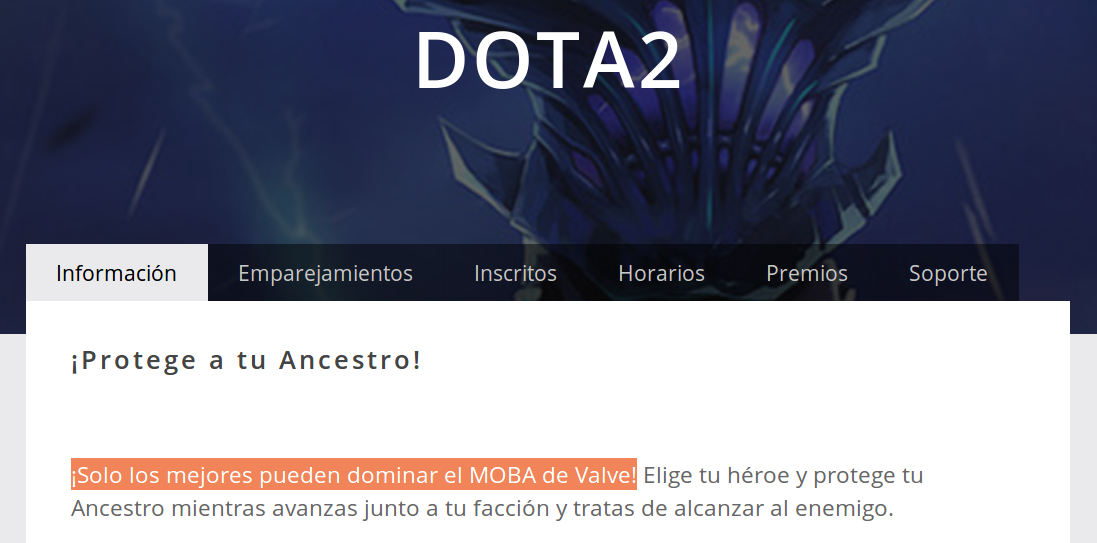 DOTA2
Información
Emparejamientos
Inscritos
Horarios
Premios
Soporte
¡Protege a tu Ancestro!
¡Solo los mejores pueden dominar el MOBA de Valve! Elige tu héroe y protege tu
Ancestro mientras avanzas junto a tu facción y tratas de alcanzar al enemigo.